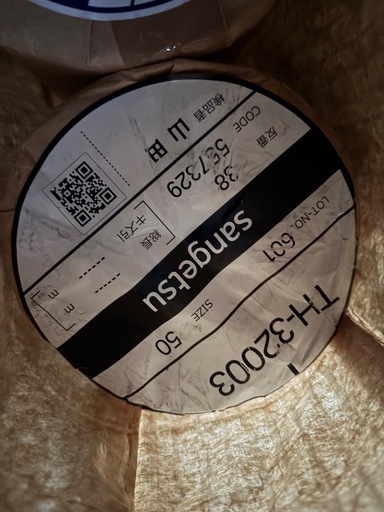 TH-32003
LOT-NO. 601 SIZE 50
sangetsu
反番 38 総長 m
CODE 557329 キズ引 m
検品者 山田